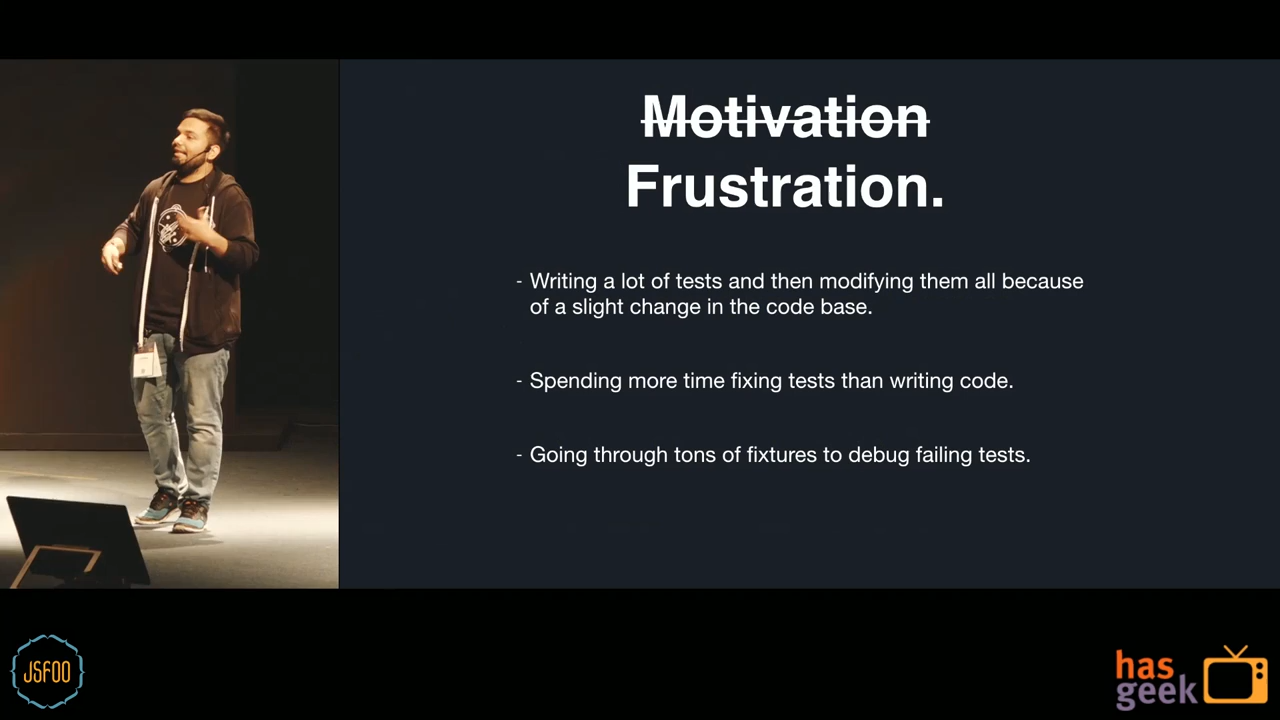 Motivation
Frustration.
- Writing a lot of tests and then modifying them all because
of a slight change in the code base.
- Spending more time fixing tests than writing code.
- Going through tons of fixtures to debug failing tests.
JSFOO
has
geek